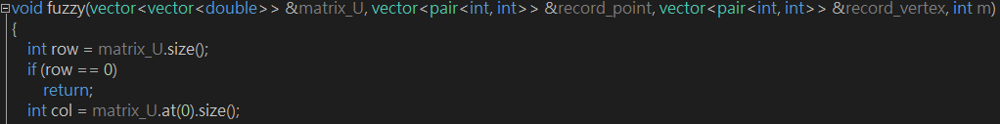 void fuzzy(vector<vector<double>> &matrix_U, vector<pair<int, int>> &record_point, vector<pair<int, int>> &record_vertex, int m)
{
int row = matrix_U.size();
if (row == 0)
return;
int col = matrix_U.at(0).size();